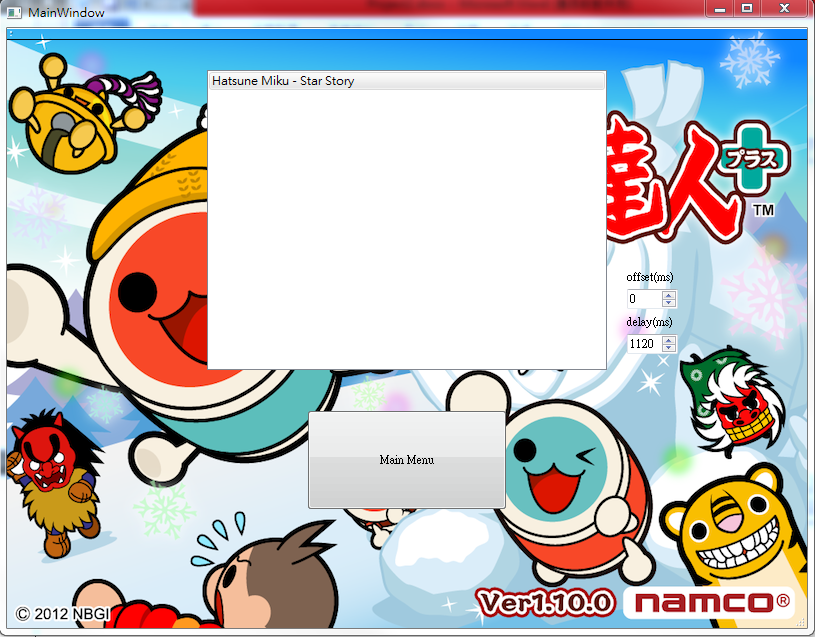 MainWindow
Hatsune Miku - Star Story
達人
プラス
TM
offset(ms)
0
delay(ms)
1120
Main Menu
© 2012 NBGI
Ver1.10.0
namco®